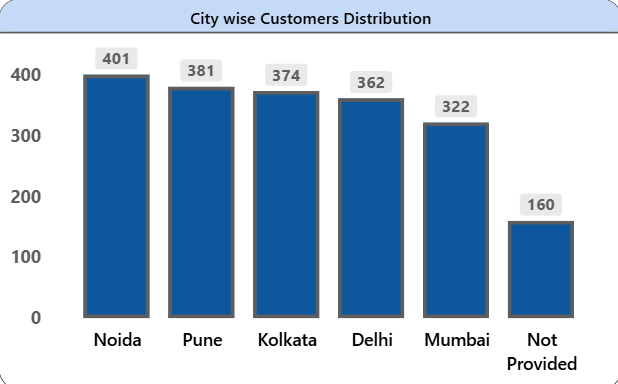 City wise Customers Distribution
401
381
374
362
322
160
400
300
200
100
0
Noida
Pune
Kolkata
Delhi
Mumbai
Not
Provided